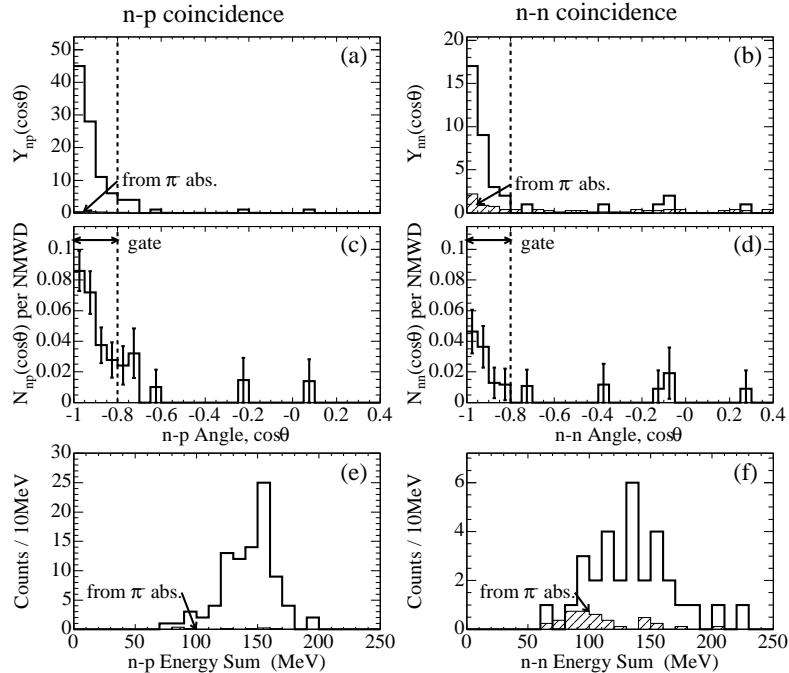 n-p coincidence
n-n coincidence
(a)
Y_np(cosθ)
50
40
30
20
10
0
from π⁻ abs.
(b)
Y_nn(cosθ)
20
15
10
5
0
from π⁻ abs.
(c)
gate
N_np(cosθ) per NMWD
0.1
0.08
0.06
0.04
0.02
0
-1 -0.8 -0.6 -0.4 -0.2 -0 0.2 0.4
n-p Angle, cosθ
(d)
gate
N_nn(cosθ) per NMWD
0.1
0.08
0.06
0.04
0.02
0
-1 -0.8 -0.6 -0.4 -0.2 -0 0.2 0.4
n-n Angle, cosθ
(e)
Counts / 10MeV
30
25
20
15
10
5
0
from π⁻ abs.
0 50 100 150 200 250
n-p Energy Sum (MeV)
(f)
Counts / 10MeV
6
4
2
0
from π⁻ abs.
0 50 100 150 200 250
n-n Energy Sum (MeV)